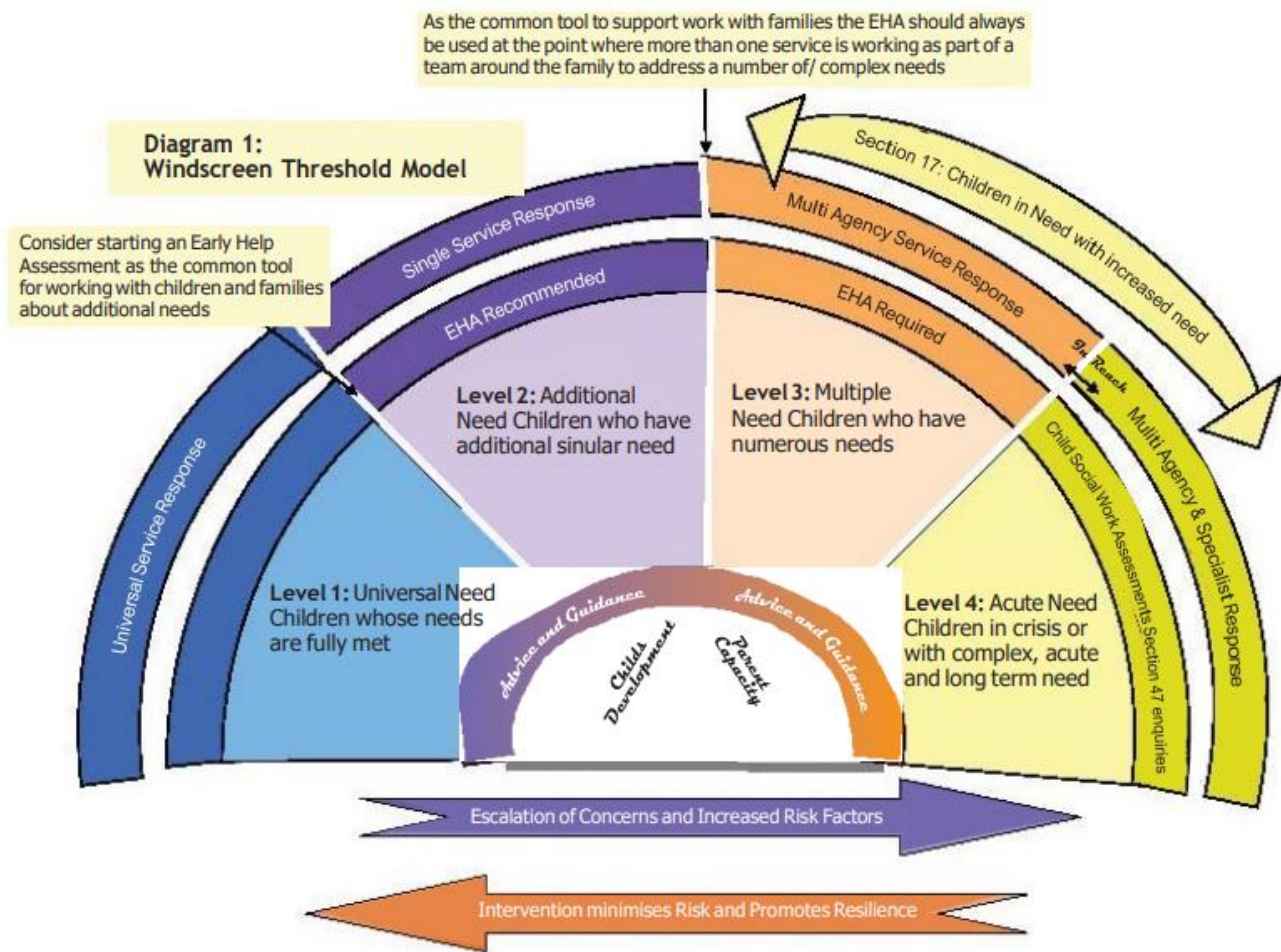 As the common tool to support work with families the EHA should always
be used at the point where more than one service is working as part of a
team around the family to address a number of/ complex needs
Diagram 1:
Windscreen Threshold Model
Consider starting an Early Help
Assessment as the common tool
for working with children and families
about additional needs
Universal Service Response
Single Service Response
Multi Agency Service Response
Section 17: Children in Need with increased need
In Reach
Muliti Agency & Specialist Response
EHA Recommended
EHA Required
Child Social Work Assessments Section 47 enquiries
Level 1: Universal Need
Children whose needs
are fully met
Level 2: Additional
Need Children who have
additional sinular need
Level 3: Multiple
Need Children who have
numerous needs
Level 4: Acute Need
Children in crisis or
with complex, acute
and long term need
Advice and Guidance
Advice and Guidance
Childs
Development
Parent
Capacity
Escalation of Concerns and Increased Risk Factors
Intervention minimises Risk and Promotes Resilience